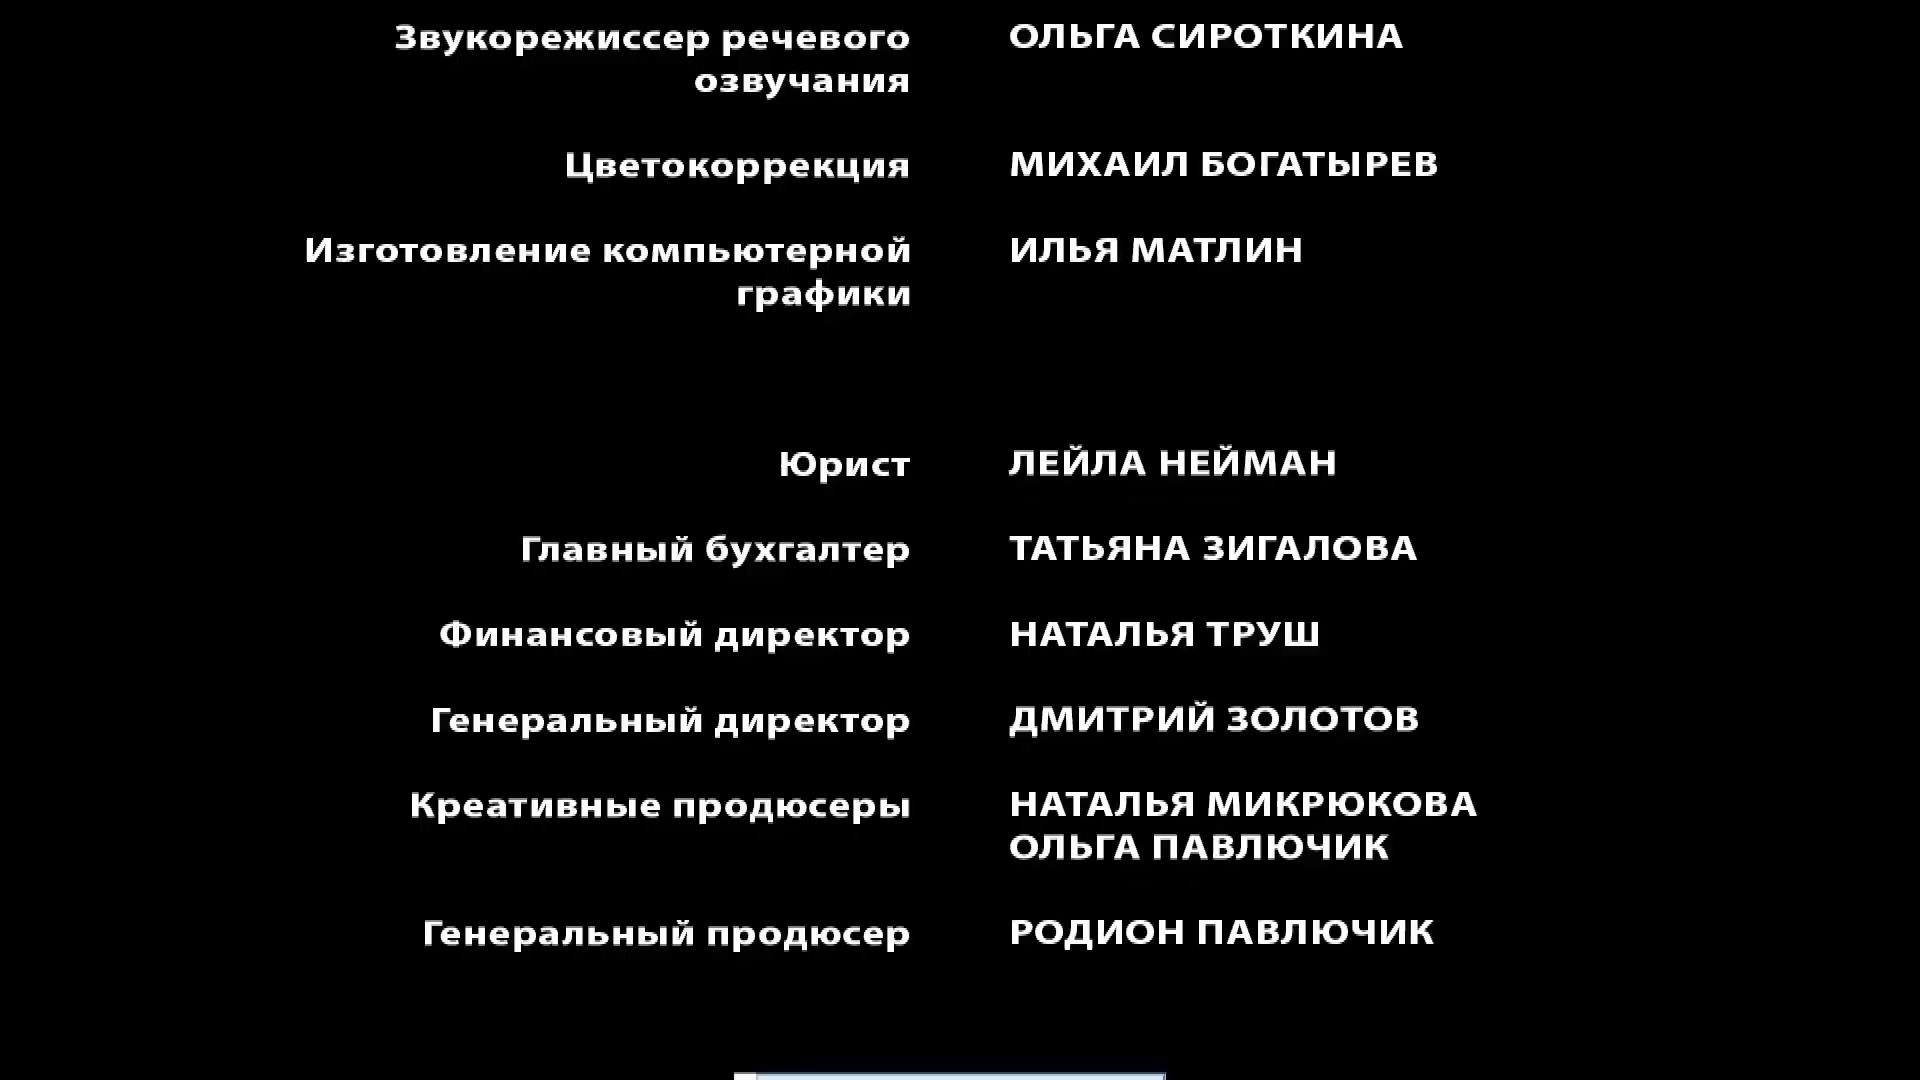 Звукорежиссер речевого ОЛЬГА СИРОТКИНА
озвучания
Цветокоррекция МИХАИЛ БОГАТЫРЕВ
Изготовление компьютерной ИЛЬЯ МАТЛИН
графики
Юрист ЛЕЙЛА НЕЙМАН
Главный бухгалтер ТАТЬЯНА ЗИГАЛОВА
Финансовый директор НАТАЛЬЯ ТРУШ
Генеральный директор ДМИТРИЙ ЗОЛОТОВ
Креативные продюсеры НАТАЛЬЯ МИКРЮКОВА
ОЛЬГА ПАВЛЮЧИК
Генеральный продюсер РОДИОН ПАВЛЮЧИК